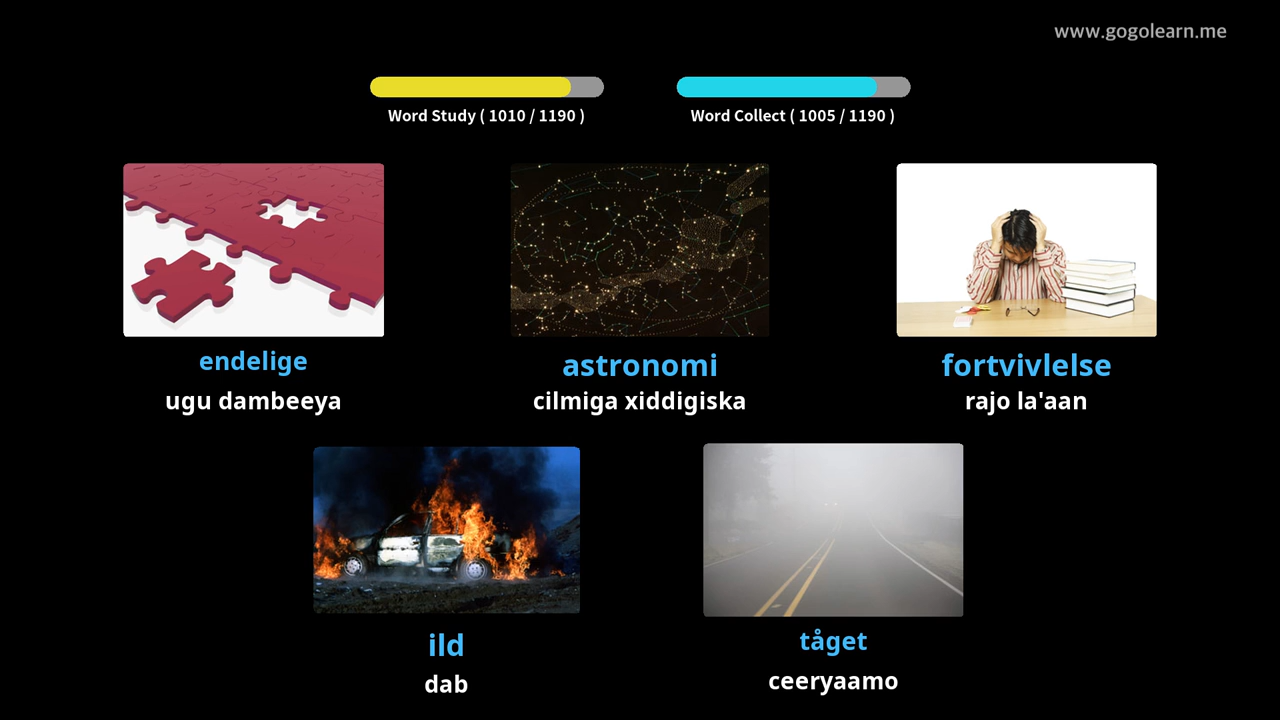 www.gogolearn.me
Word Study ( 1010 / 1190 )
Word Collect ( 1005 / 1190 )
endelige
ugu dambeeya
astronomi
cilmiga xiddigiska
fortvivlelse
rajo la'aan
ild
dab
tåget
ceeryaamo